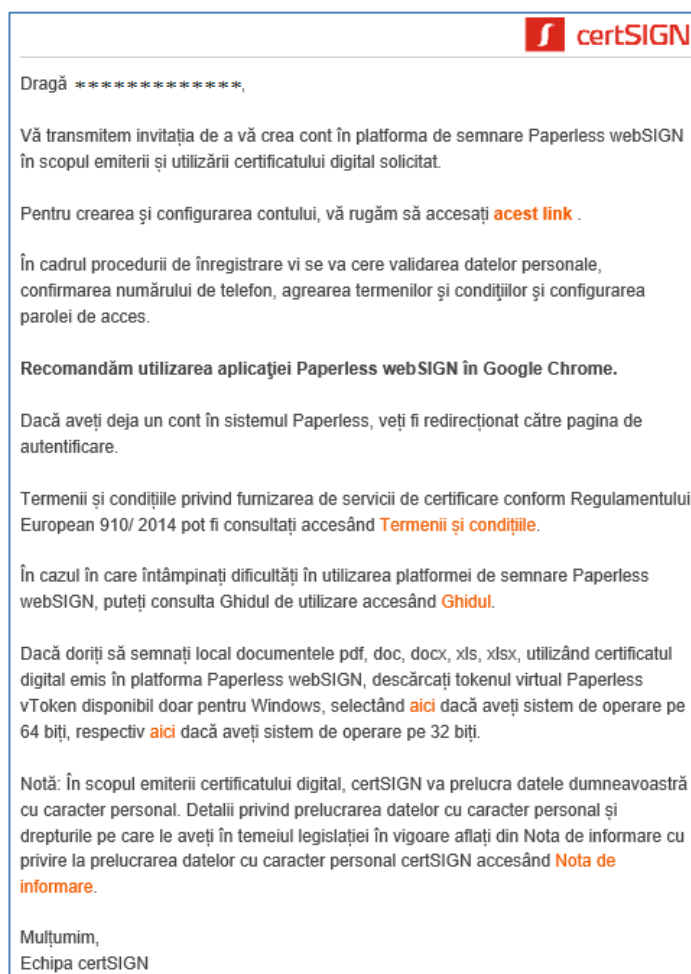 certSIGN
Dragă *************,
Vă transmitem invitația de a vă crea cont în platforma de semnare Paperless webSIGN
în scopul emiterii și utilizării certificatului digital solicitat.
Pentru crearea şi configurarea contului, vă rugăm să accesați acest link .
În cadrul procedurii de înregistrare vi se va cere validarea datelor personale,
confirmarea numărului de telefon, agrearea termenilor şi condiţiilor şi configurarea
parolei de acces.
Recomandăm utilizarea aplicaţiei Paperless webSIGN în Google Chrome.
Dacă aveți deja un cont în sistemul Paperless, veți fi redirecționat către pagina de
autentificare.
Termenii și condițiile privind furnizarea de servicii de certificare conform Regulamentului
European 910/ 2014 pot fi consultați accesând Termenii și condițiile.
În cazul în care întâmpinați dificultăți în utilizarea platformei de semnare Paperless
webSIGN, puteți consulta Ghidul de utilizare accesând Ghidul.
Dacă doriți să semnați local documentele pdf, doc, docx, xls, xlsx, utilizând certificatul
digital emis în platforma Paperless webSIGN, descărcați tokenul virtual Paperless
vToken disponibil doar pentru Windows, selectând aici dacă aveți sistem de operare pe
64 biți, respectiv aici dacă aveți sistem de operare pe 32 biți.
Notă: În scopul emiterii certificatului digital, certSIGN va prelucra datele dumneavoastră
cu caracter personal. Detalii privind prelucrarea datelor cu caracter personal și
drepturile pe care le aveți în temeiul legislației în vigoare aflați din Nota de informare cu
privire la prelucrarea datelor cu caracter personal certSIGN accesând Nota de
informare.
Mulțumim,
Echipa certSIGN